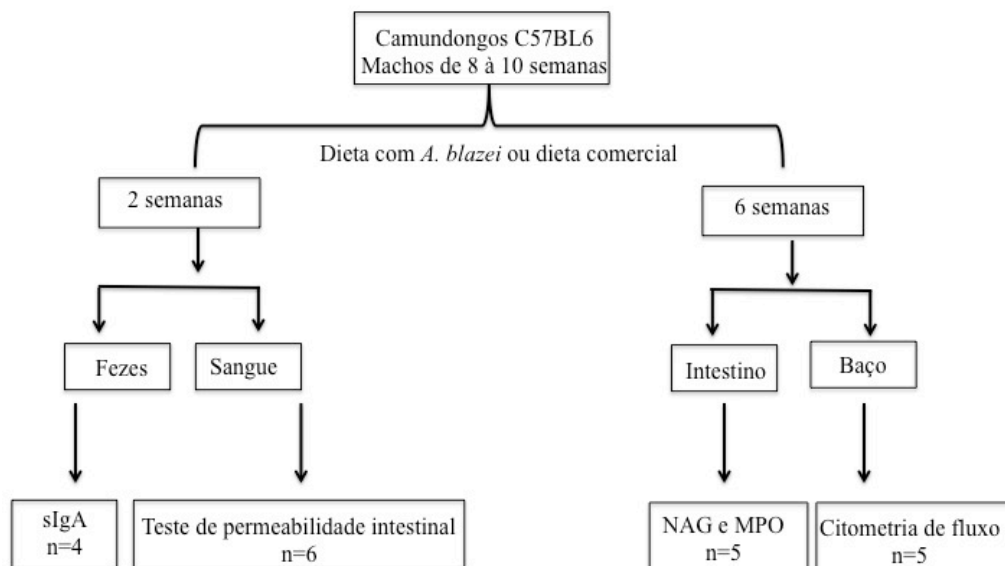 Camundongos C57BL6
Machos de 8 à 10 semanas
Dieta com A. blazei ou dieta comercial
2 semanas
6 semanas
Fezes
Sangue
Intestino
Baço
sIgA
n=4
Teste de permeabilidade intestinal
n=6
NAG e MPO
n=5
Citometria de fluxo
n=5